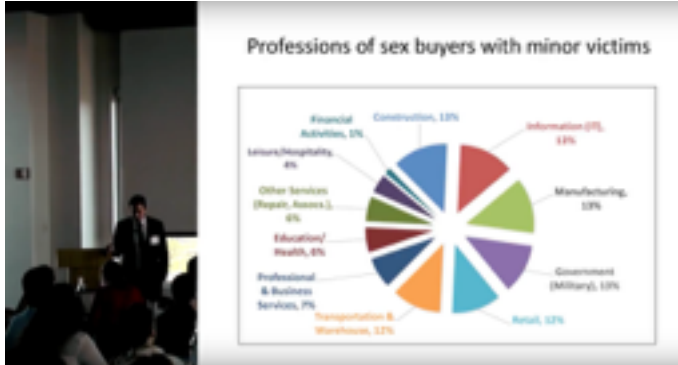 Professions of sex buyers with minor victims
Construction, 13%
Information (IT),
13%
Manufacturing,
13%
Government
(Military), 13%
Retail, 12%
Transportation &
Warehouse, 12%
Professional
& Business
Services, 7%
Education/
Health, 6%
Other Services
(Repair, Assocs.),
6%
Leisure/Hospitality,
4%
Financial
Activities, 1%